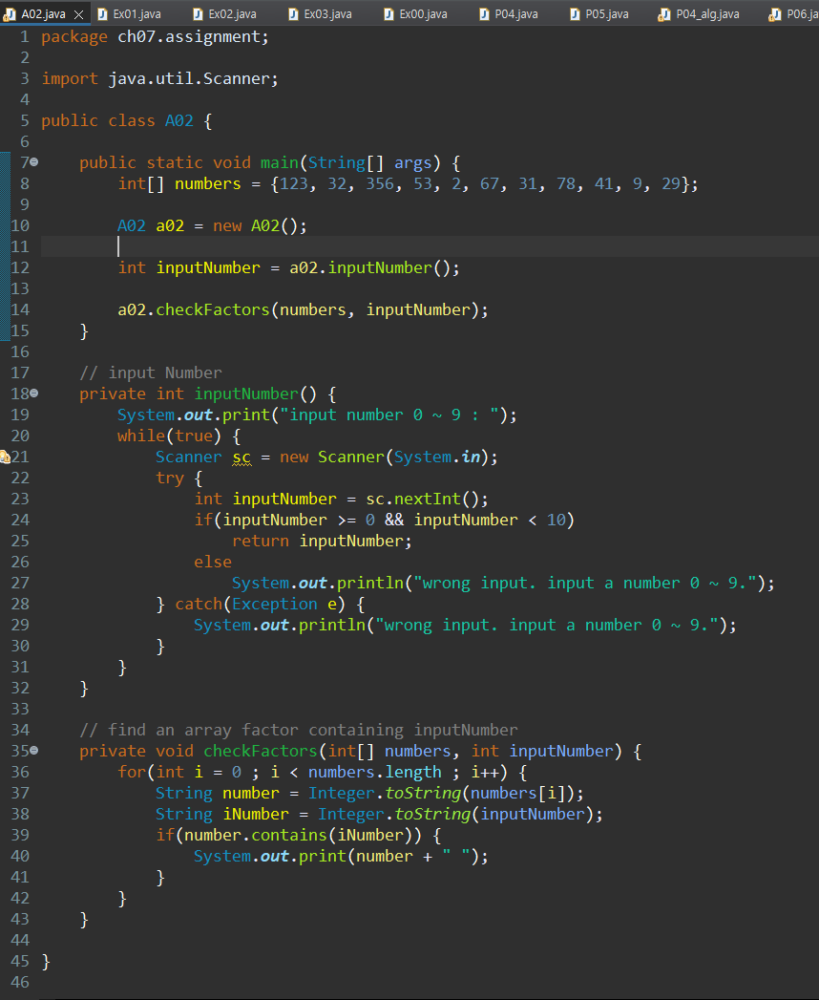 A02.java Ex01.java Ex02.java Ex03.java Ex00.java P04.java P05.java P04_alg.java P06.ja
1 package ch07.assignment;
2
3 import java.util.Scanner;
4
5 public class A02 {
6
7 public static void main(String[] args) {
8 int[] numbers = {123, 32, 356, 53, 2, 67, 31, 78, 41, 9, 29};
9
10 A02 a02 = new A02();
11
12 int inputNumber = a02.inputNumber();
13
14 a02.checkFactors(numbers, inputNumber);
15 }
16
17 // input Number
18 private int inputNumber() {
19 System.out.print("input number 0 ~ 9 : ");
20 while(true) {
21 Scanner sc = new Scanner(System.in);
22 try {
23 int inputNumber = sc.nextInt();
24 if(inputNumber >= 0 && inputNumber < 10)
25 return inputNumber;
26 else
27 System.out.println("wrong input. input a number 0 ~ 9.");
28 } catch(Exception e) {
29 System.out.println("wrong input. input a number 0 ~ 9.");
30 }
31 }
32 }
33
34 // find an array factor containing inputNumber
35 private void checkFactors(int[] numbers, int inputNumber) {
36 for(int i = 0 ; i < numbers.length ; i++) {
37 String number = Integer.toString(numbers[i]);
38 String iNumber = Integer.toString(inputNumber);
39 if(number.contains(iNumber)) {
40 System.out.print(number + " ");
41 }
42 }
43 }
44
45 }
46